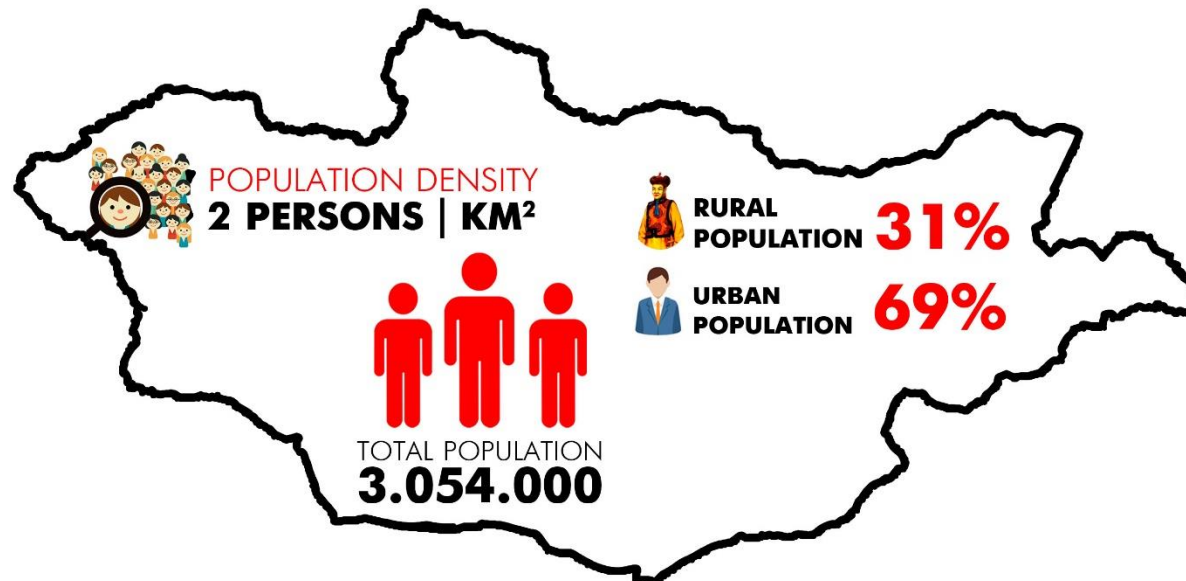 POPULATION DENSITY
2 PERSONS | KM²
RURAL
POPULATION 31%
URBAN
POPULATION 69%
TOTAL POPULATION
3.054.000